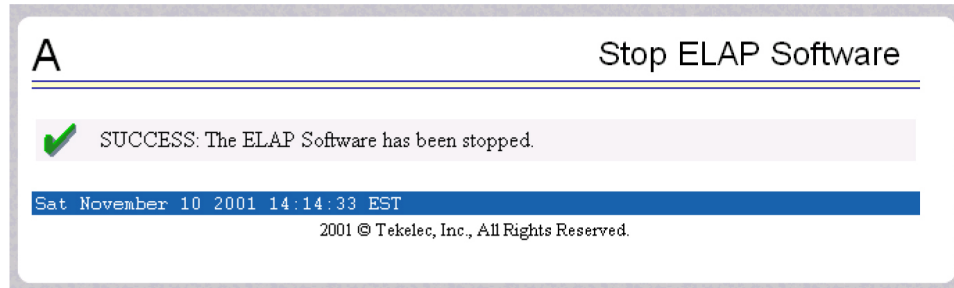 A Stop ELAP Software
SUCCESS: The ELAP Software has been stopped.
Sat November 10 2001 14:14:33 EST
2001 © Tekelec, Inc., All Rights Reserved.